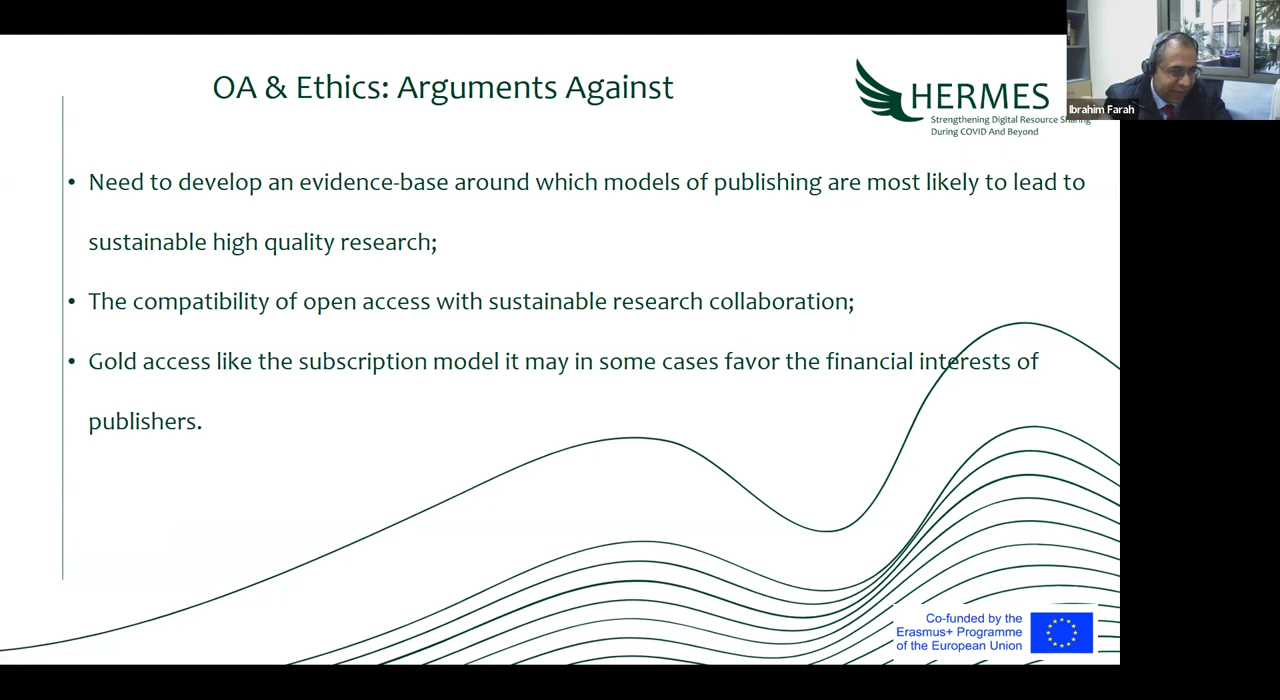 OA & Ethics: Arguments Against
HERMES
Strengthening Digital Resource Sharing
During COVID And Beyond
Ibrahim Farah
• Need to develop an evidence-base around which models of publishing are most likely to lead to
sustainable high quality research;
• The compatibility of open access with sustainable research collaboration;
• Gold access like the subscription model it may in some cases favor the financial interests of
publishers.
Co-funded by the
Erasmus+ Programme
of the European Union